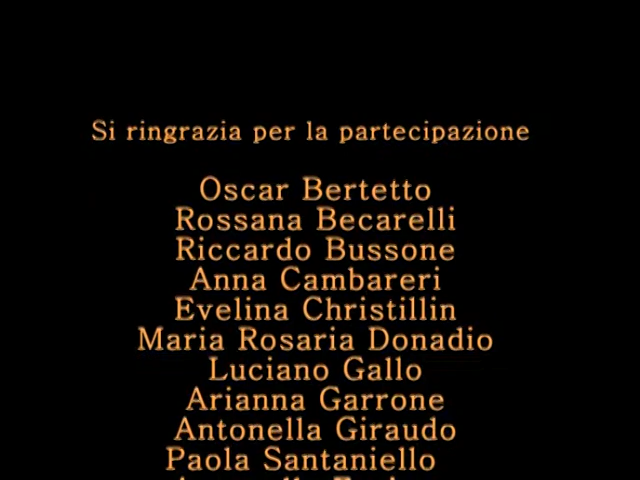 Si ringrazia per la partecipazione
Oscar Bertetto
Rossana Becarelli
Riccardo Bussone
Anna Cambareri
Evelina Christillin
Maria Rosaria Donadio
Luciano Gallo
Arianna Garrone
Antonella Giraudo
Paola Santaniello